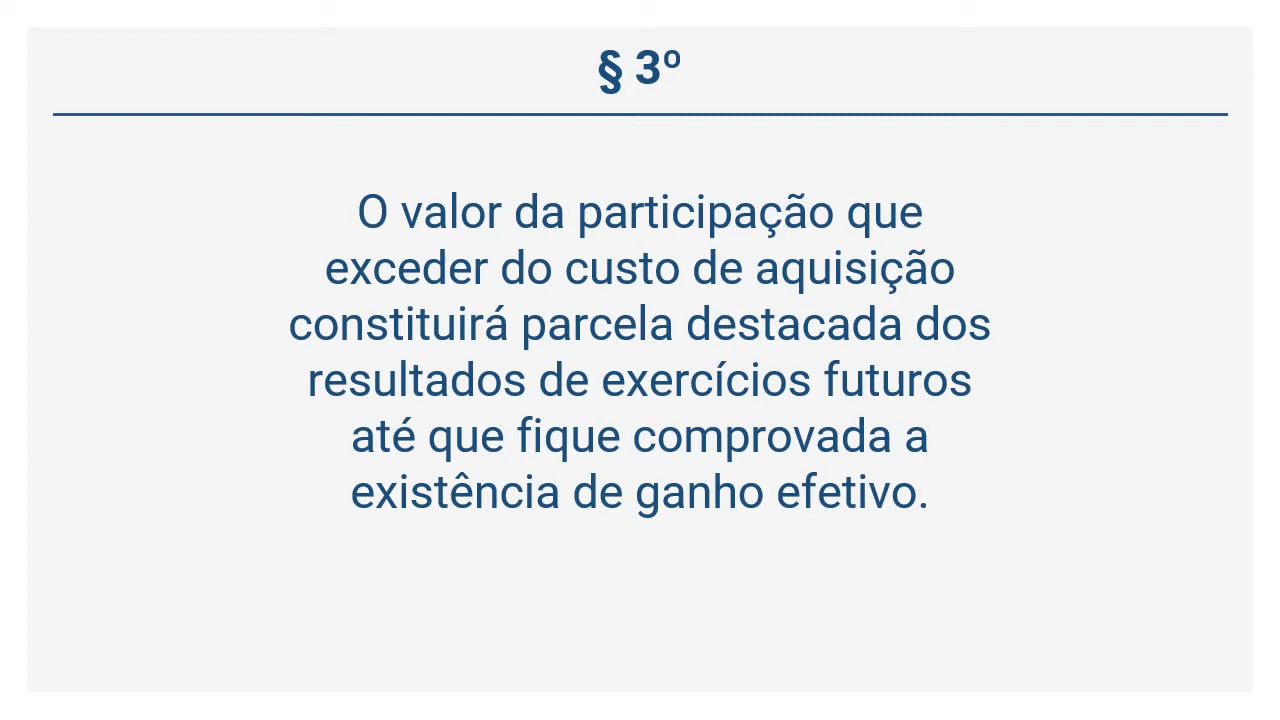 § 3º
O valor da participação que
exceder do custo de aquisição
constituirá parcela destacada dos
resultados de exercícios futuros
até que fique comprovada a
existência de ganho efetivo.